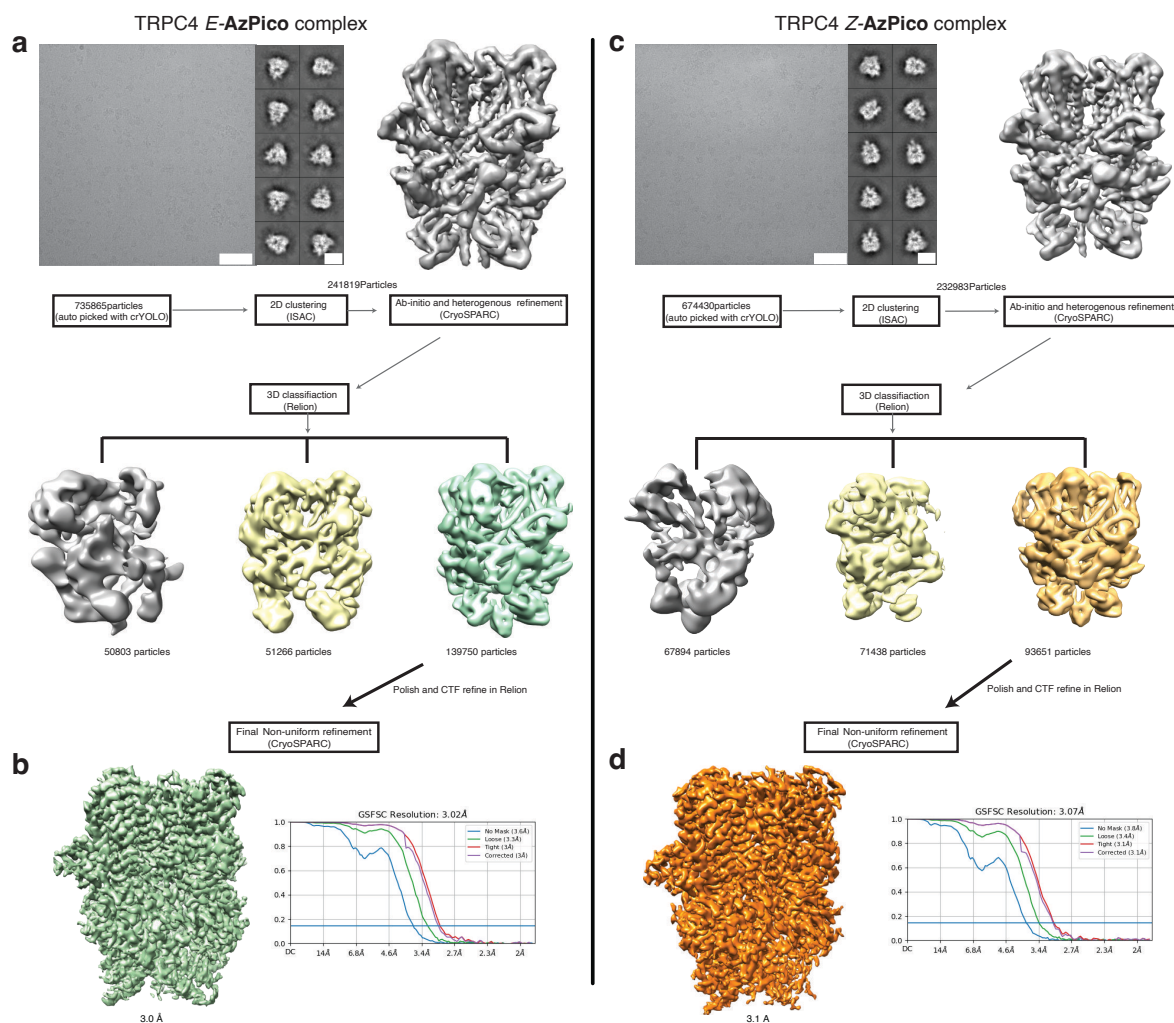 TRPC4 E-AzPico complex
a
241819Particles
735865particles
(auto picked with crYOLO)
2D clustering
(ISAC)
Ab-initio and heterogenous refinement
(CryoSPARC)
3D classifiaction
(Relion)
50803 particles
51266 particles
139750 particles
Polish and CTF refine in Relion
Final Non-uniform refinement
(CryoSPARC)
b
3.0 Å
GSFSC Resolution: 3.02Å
No Mask (3.6Å)
Loose (3.3Å)
Tight (3Å)
Corrected (3Å)
1.0
0.8
0.6
0.4
0.2
0.0
DC 14Å 6.8Å 4.6Å 3.4Å 2.7Å 2.3Å 2Å
TRPC4 Z-AzPico complex
c
232983Particles
674430particles
(auto picked with crYOLO)
2D clustering
(ISAC)
Ab-initio and heterogenous refinement
(CryoSPARC)
3D classifiaction
(Relion)
67894 particles
71438 particles
93651 particles
Polish and CTF refine in Relion
Final Non-uniform refinement
(CryoSPARC)
d
3.1 A
GSFSC Resolution: 3.07Å
No Mask (3.8Å)
Loose (3.4Å)
Tight (3.1Å)
Corrected (3.1Å)
1.0
0.8
0.6
0.4
0.2
0.0
DC 14Å 6.8Å 4.6Å 3.4Å 2.7Å 2.3Å 2Å